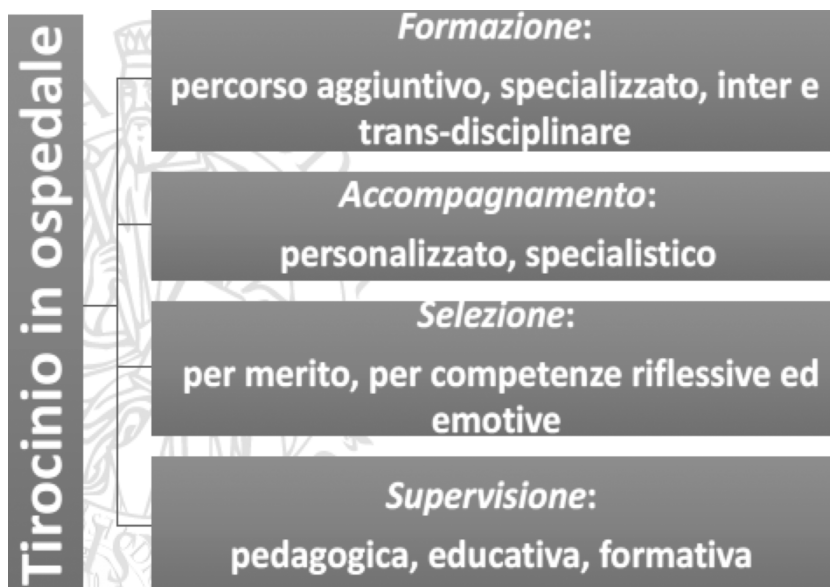 Tirocinio in ospedale
Formazione:
percorso aggiuntivo, specializzato, inter e
trans-disciplinare
Accompagnamento:
personalizzato, specialistico
Selezione:
per merito, per competenze riflessive ed
emotive
Supervisione:
pedagogica, educativa, formativa